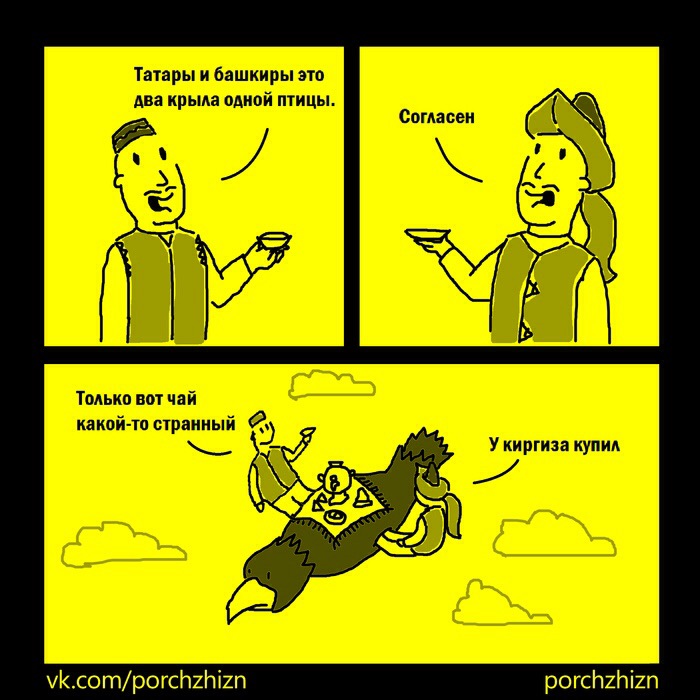 Татары и башкиры это
два крыла одной птицы.
Согласен
Только вот чай
какой-то странный
У киргиза купил
vk.com/porchzhizn
porchzhizn